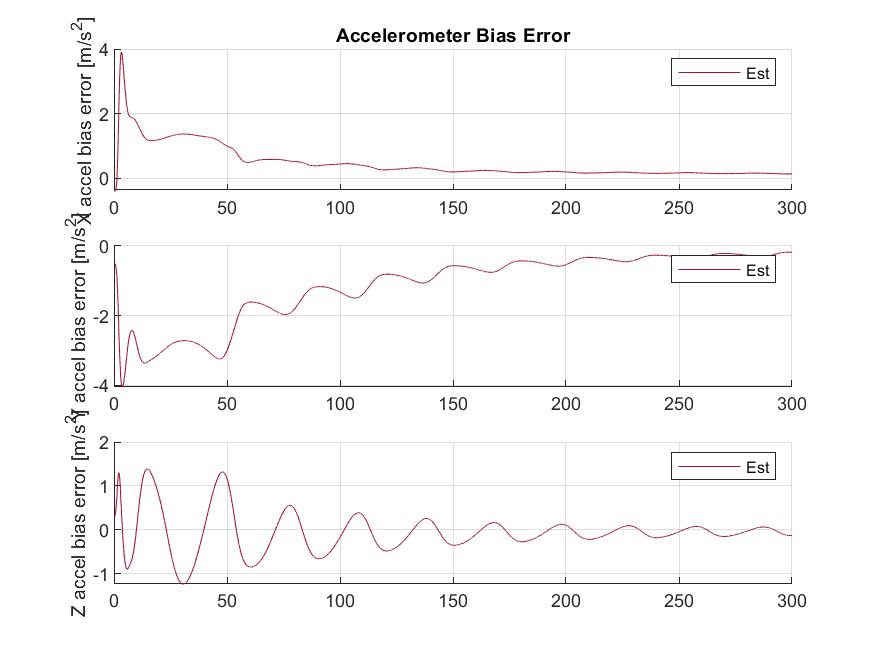 Accelerometer Bias Error
X accel bias error [m/s2]
4
2
0
Est
0 50 100 150 200 250 300
Y accel bias error [m/s2]
0
-2
-4
Est
0 50 100 150 200 250 300
Z accel bias error [m/s2]
2
1
0
-1
Est
0 50 100 150 200 250 300